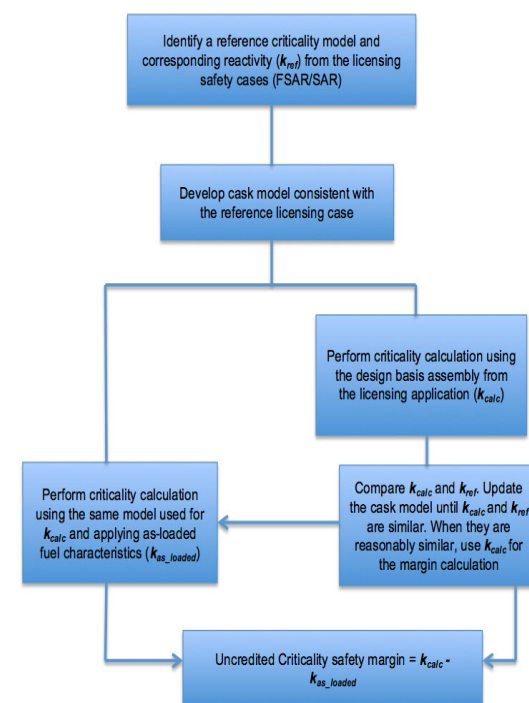 Identify a reference criticality model and
corresponding reactivity (kref) from the licensing
safety cases (FSAR/SAR)
Develop cask model consistent with
the reference licensing case
Perform criticality calculation using
the design basis assembly from
the licensing application (kcalc)
Perform criticality calculation
using the same model used for
kcalc and applying as-loaded
fuel characteristics (kas_loaded)
Compare kcalc and kref. Update
the cask model until kcalc and kref
are similar. When they are
reasonably similar, use kcalc for
the margin calculation
Uncredited Criticality safety margin = kcalc -
kas_loaded